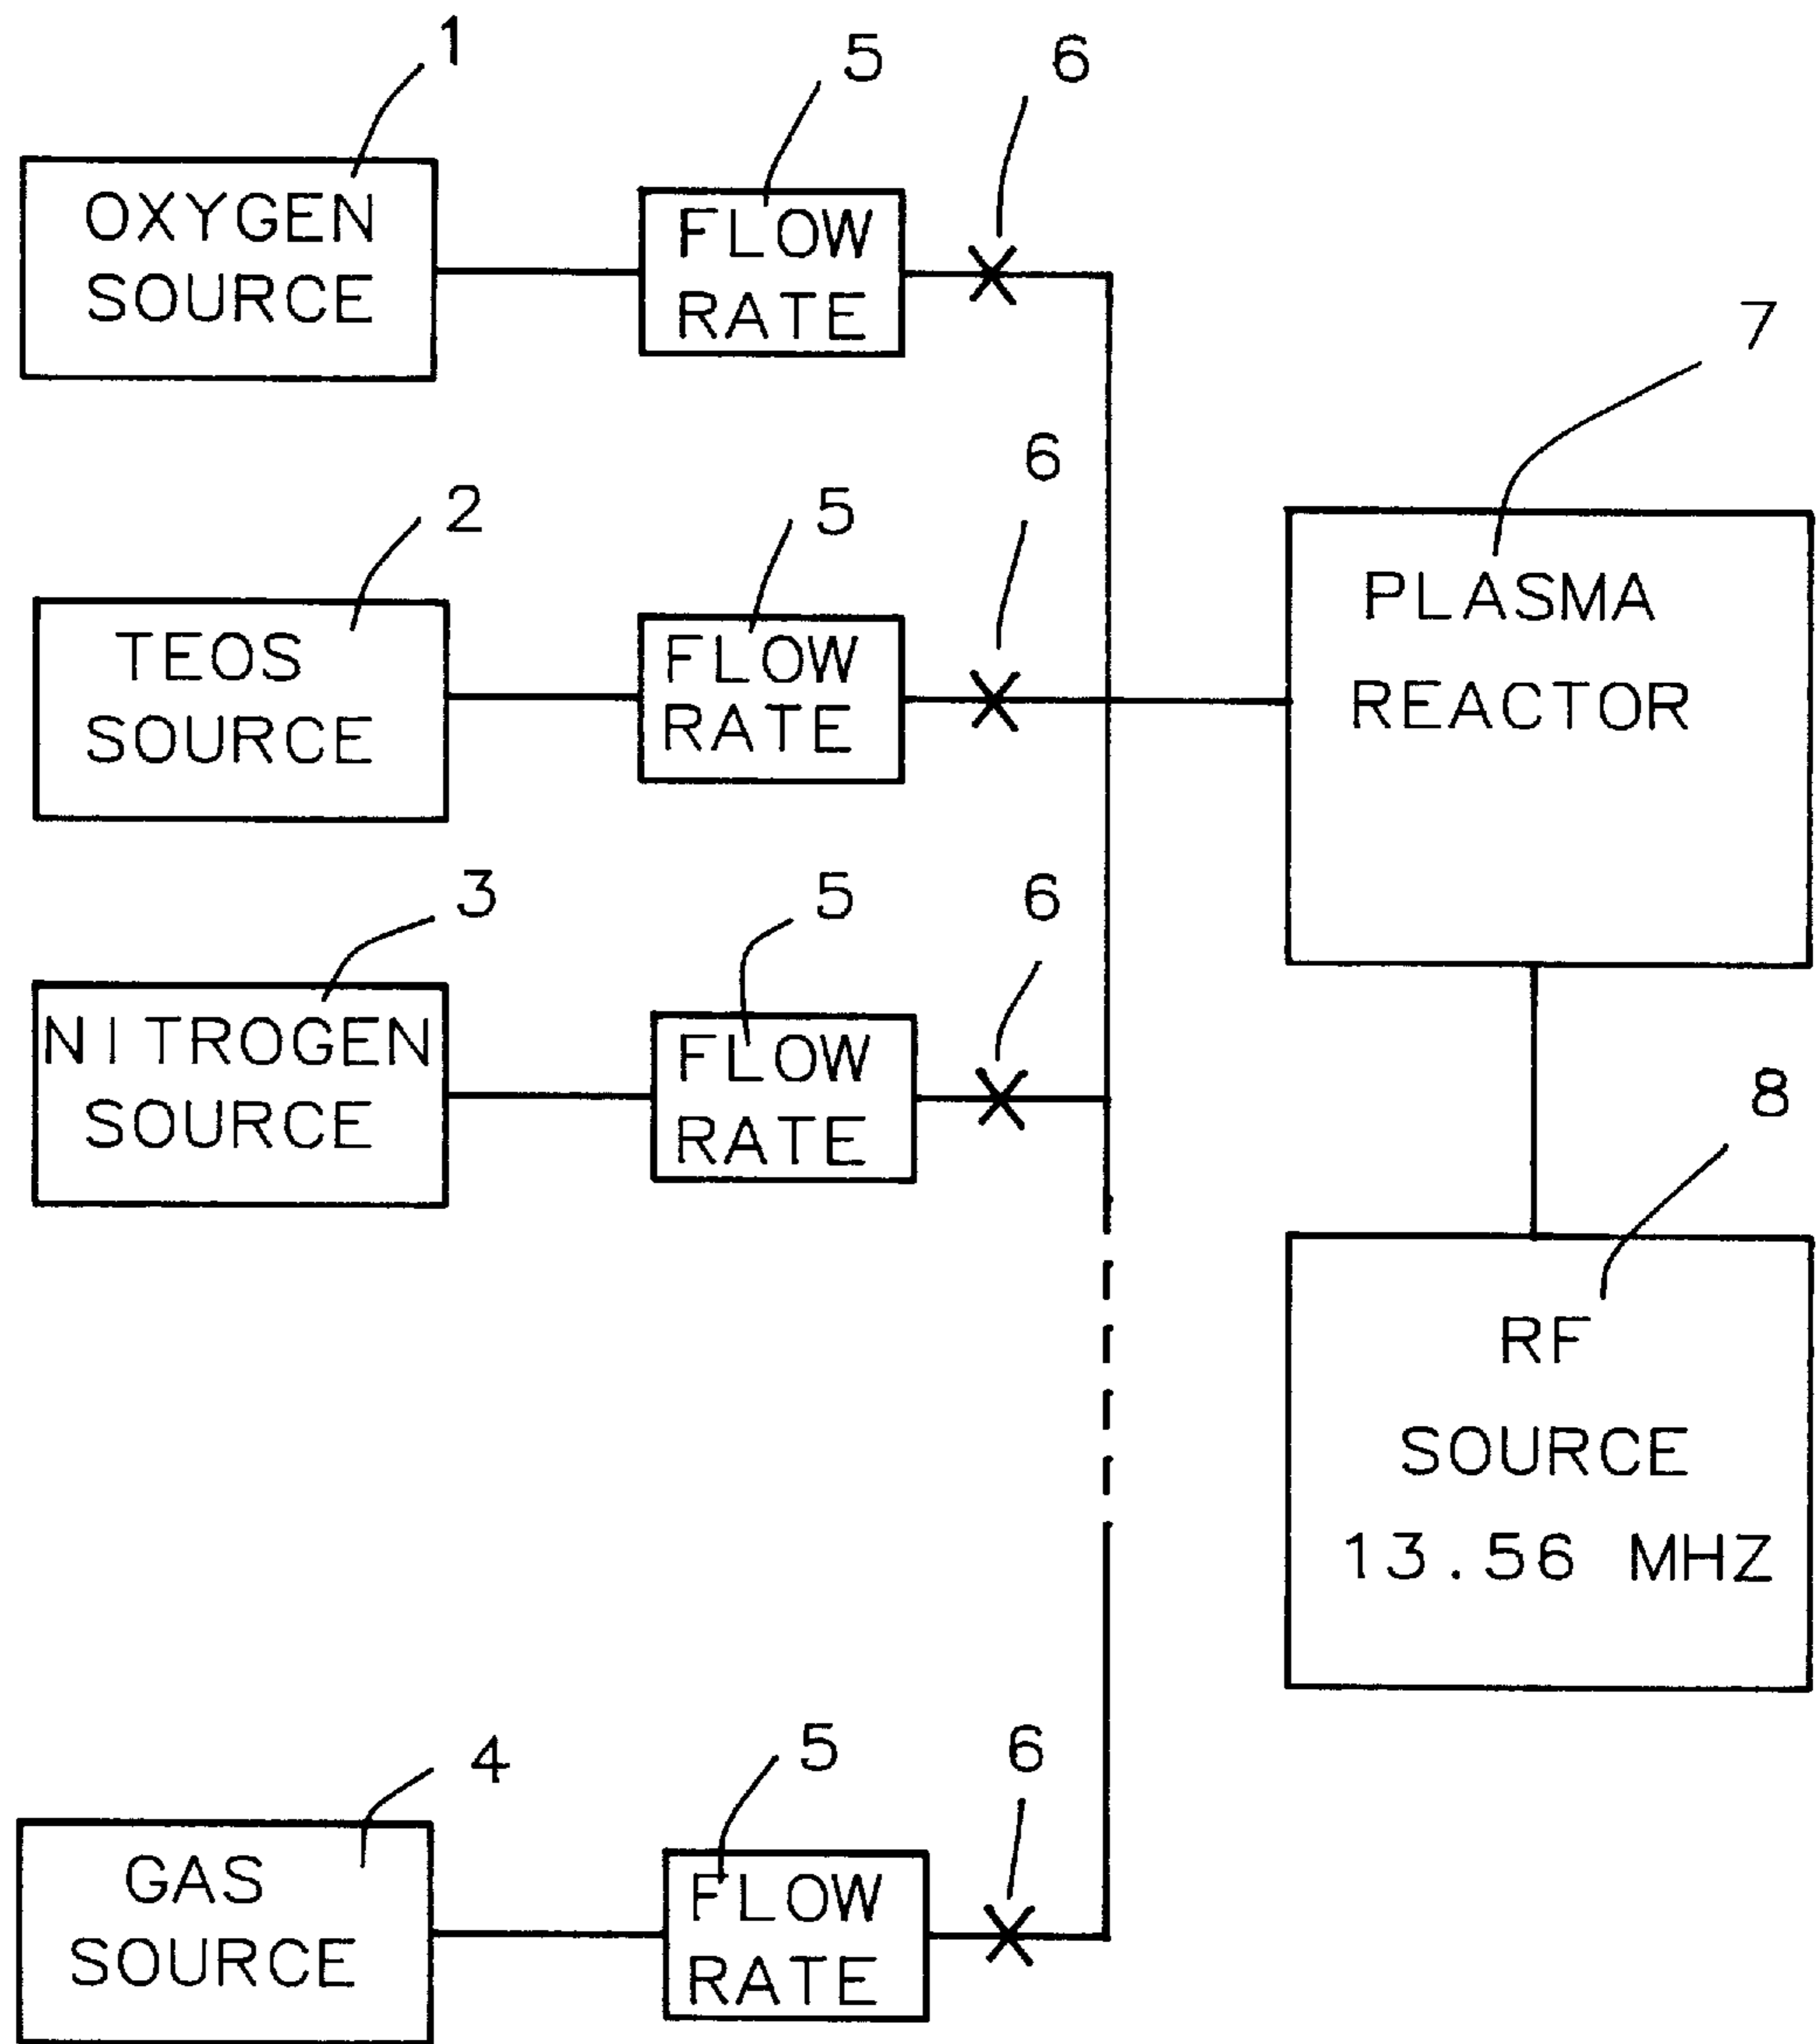 1
5
6
OXYGEN
SOURCE
FLOW
RATE
7
2
5
6
TEOS
SOURCE
FLOW
RATE
PLASMA
REACTOR
3
5
6
NITROGEN
SOURCE
FLOW
RATE
8
RF
SOURCE
13.56 MHZ
4
5
6
GAS
SOURCE
FLOW
RATE